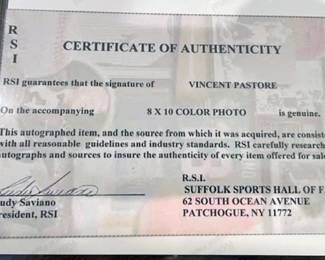 RSI
CERTIFICATE OF AUTHENTICITY
RSI guarantees that the signature of VINCENT PASTORE
On the accompanying 8 X 10 COLOR PHOTO is genuine.
This autographed item, and the source from which it was acquired, are consist
with all reasonable guidelines and industry standards. RSI carefully research
autographs and sources to insure the authenticity of every item offered for sale
R.S.I.
udy Saviano SUFFOLK SPORTS HALL OF F
resident, RSI 62 SOUTH OCEAN AVENUE
PATCHOGUE, NY 11772